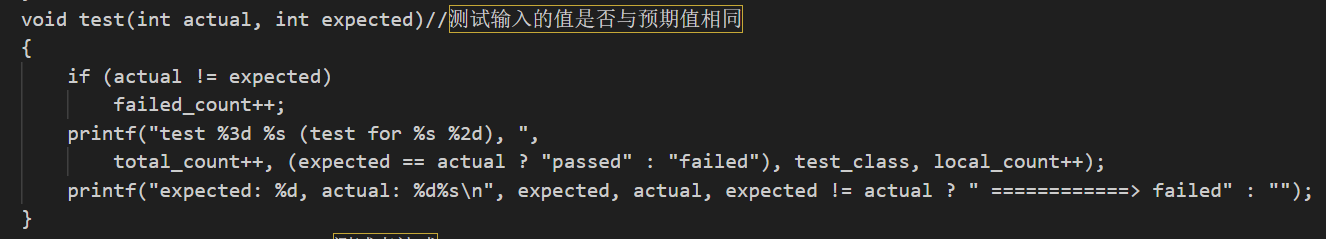 void test(int actual, int expected)//测试输入的值是否与预期值相同
{
    if (actual != expected)
        failed_count++;
    printf("test %3d %s (test for %s %2d), ",
        total_count++, (expected == actual ? "passed" : "failed"), test_class, local_count++);
    printf("expected: %d, actual: %d%s\n", expected, actual, expected != actual ? " ============> failed" : "");
}